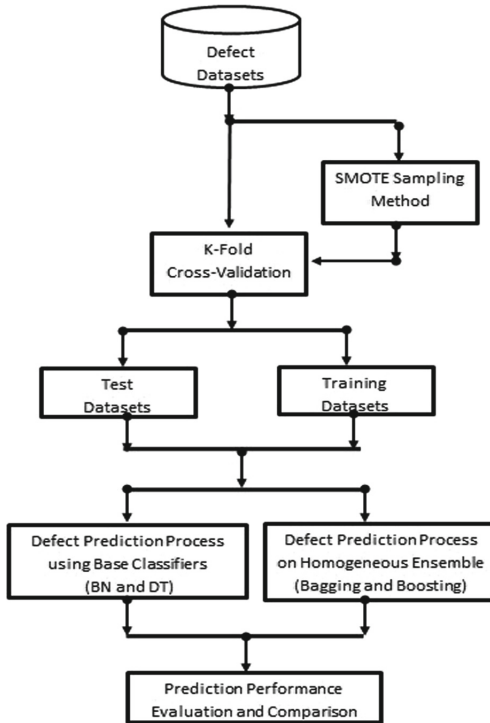 Defect
Datasets
SMOTE Sampling
Method
K-Fold
Cross-Validation
Test
Datasets
Training
Datasets
Defect Prediction Process
using Base Classifiers
(BN and DT)
Defect Prediction Process
on Homogeneous Ensemble
(Bagging and Boosting)
Prediction Performance
Evaluation and Comparison